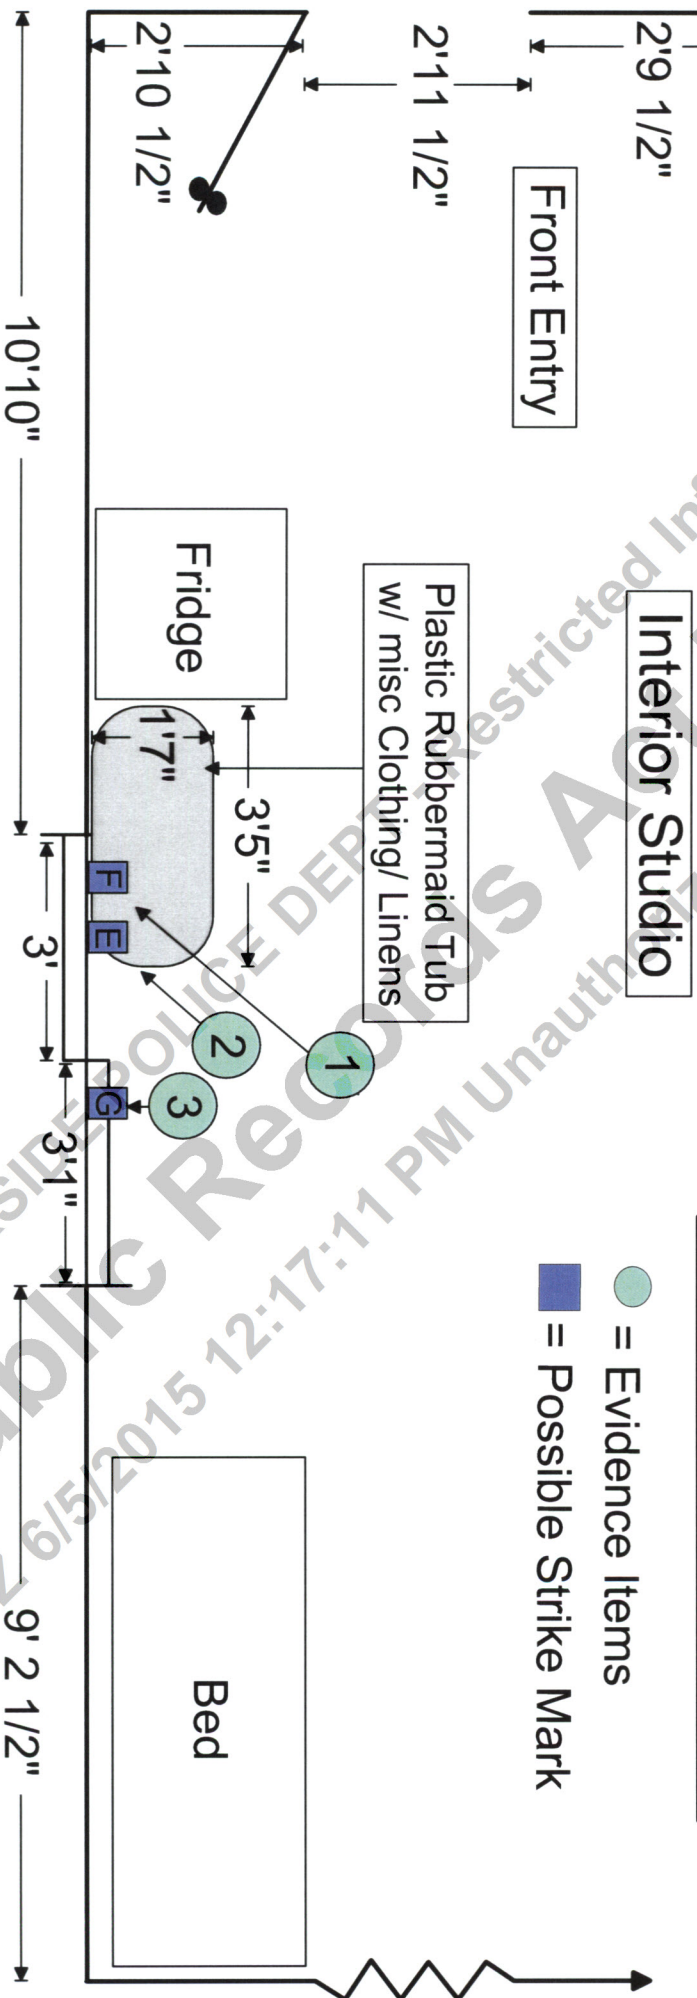 Interior Studio
Front Entry
2'9 1/2"
2'11 1/2"
2'10 1/2"
Plastic Rubbermaid Tub
w/ misc Clothing/ Linens
Fridge
3'5"
1'7"
F
E
1
2
3
G
= Evidence Items
= Possible Strike Mark
Bed
10'10"
3'
3'1"
9' 2 1/2"
POLICE DEPT - Restricted
Public Records Act
6/5/2015 12:17:11 PM